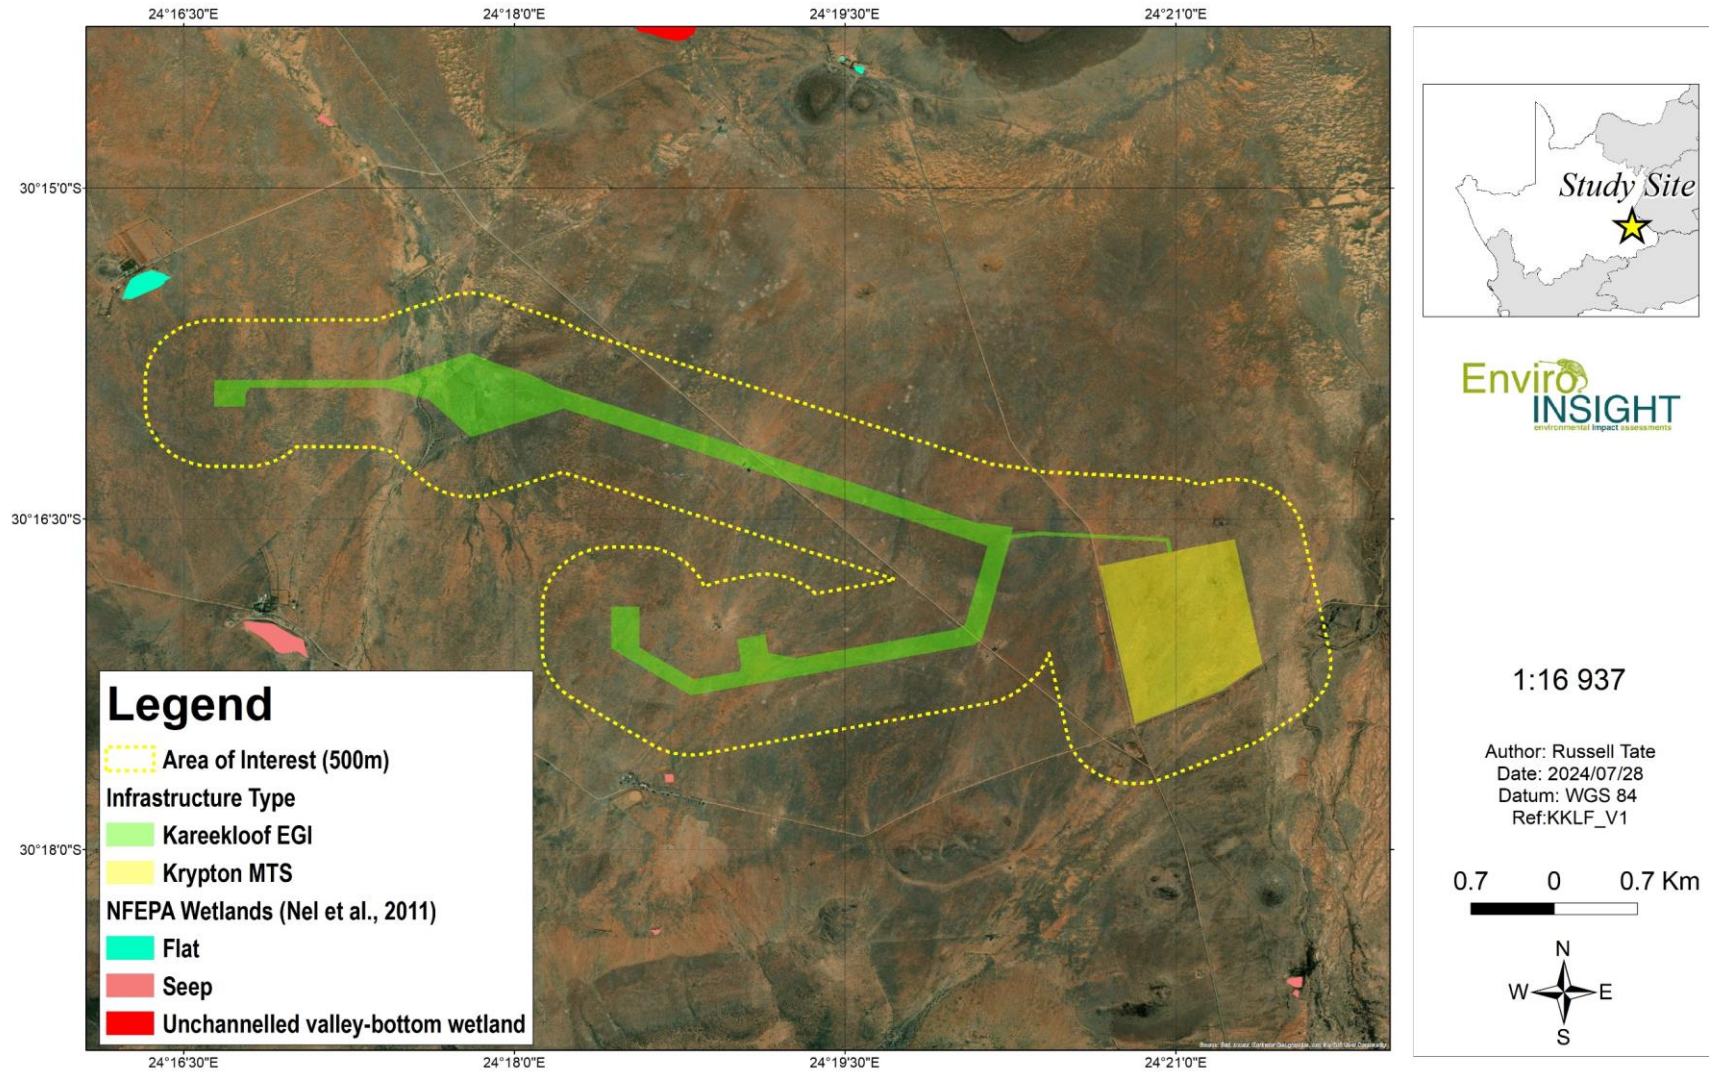 24°16'30"E 24°18'0"E 24°19'30"E 24°21'0"E
30°15'0"S
30°16'30"S
30°18'0"S
Legend
Area of Interest (500m)
Infrastructure Type
Kareekloof EGI
Krypton MTS
NFEPA Wetlands (Nel et al., 2011)
Flat
Seep
Unchannelled valley-bottom wetland
24°16'30"E 24°18'0"E 24°19'30"E 24°21'0"E
Study Site
Enviro
INSIGHT
environmental impact assessments
1:16 937
Author: Russell Tate
Date: 2024/07/28
Datum: WGS 84
Ref:KKLF_V1
0.7 0 0.7 Km
N
W E
S